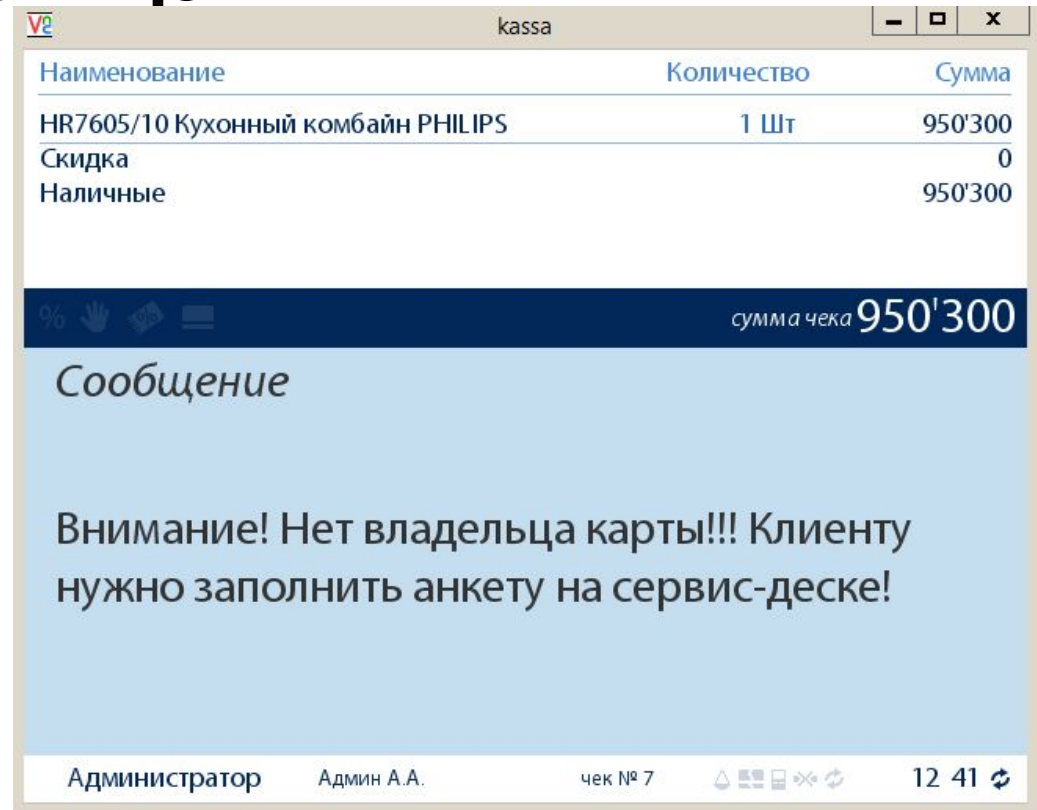 kassa
Наименование Количество Сумма
HR7605/10 Кухонный комбайн PHILIPS 1 Шт 950'300
Скидка 0
Наличные 950'300
% сумма чека 950'300
Сообщение
Внимание! Нет владельца карты!!! Клиенту
нужно заполнить анкету на сервис-деске!
Администратор Админ А.А. чек № 7 12 41